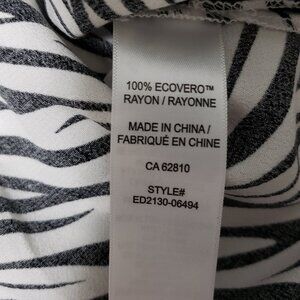 100% ECOVERO™
RAYON / RAYONNE
MADE IN CHINA /
FABRIQUÉ EN CHINE
CA 62810
STYLE#
ED2130-06494